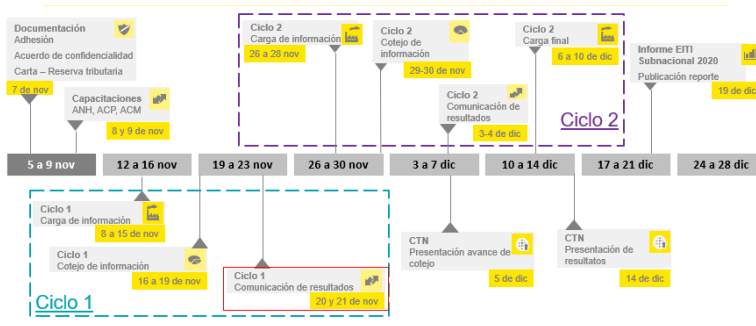 Documentación
Adhesión
Acuerdo de confidencialidad
Carta – Reserva tributaria
7 de nov
Capacitaciones
ANH, ACP, ACM
8 y 9 de nov
Ciclo 2
Carga de información
26 a 28 nov
Ciclo 2
Cotejo de
información
29-30 de nov
Ciclo 2
Comunicación de
resultados
3-4 de dic
Ciclo 2
Carga final
6 a 10 de dic
Ciclo 2
Informe EITI
Subnacional 2020
Publicación reporte
19 de dic
5 a 9 nov
12 a 16 nov
19 a 23 nov
26 a 30 nov
3 a 7 dic
10 a 14 dic
17 a 21 dic
24 a 28 dic
Ciclo 1
Carga de información
8 a 15 de nov
Ciclo 1
Cotejo de información
16 a 19 de nov
Ciclo 1
Comunicación de resultados
20 y 21 de nov
Ciclo 1
CTN
Presentación avance de
cotejo
5 de dic
CTN
Presentación de
resultatos
14 de dic